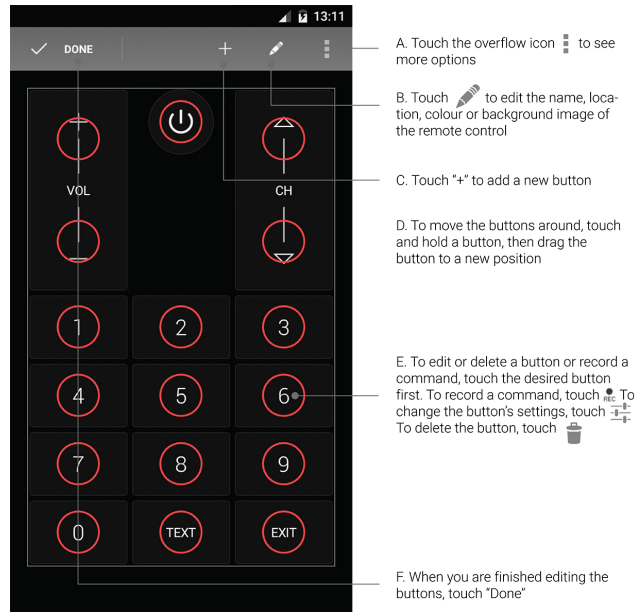 13:11
DONE
VOL
CH
1
2
3
4
5
6
7
8
9
0
TEXT
EXIT
A. Touch the overflow icon to see
more options
B. Touch to edit the name, loca-
tion, colour or background image of
the remote control
C. Touch "+" to add a new button
D. To move the buttons around, touch
and hold a button, then drag the
button to a new position
E. To edit or delete a button or record a
command, touch the desired button
first. To record a command, touch REC To
change the button's settings, touch
To delete the button, touch
F. When you are finished editing the
buttons, touch "Done"